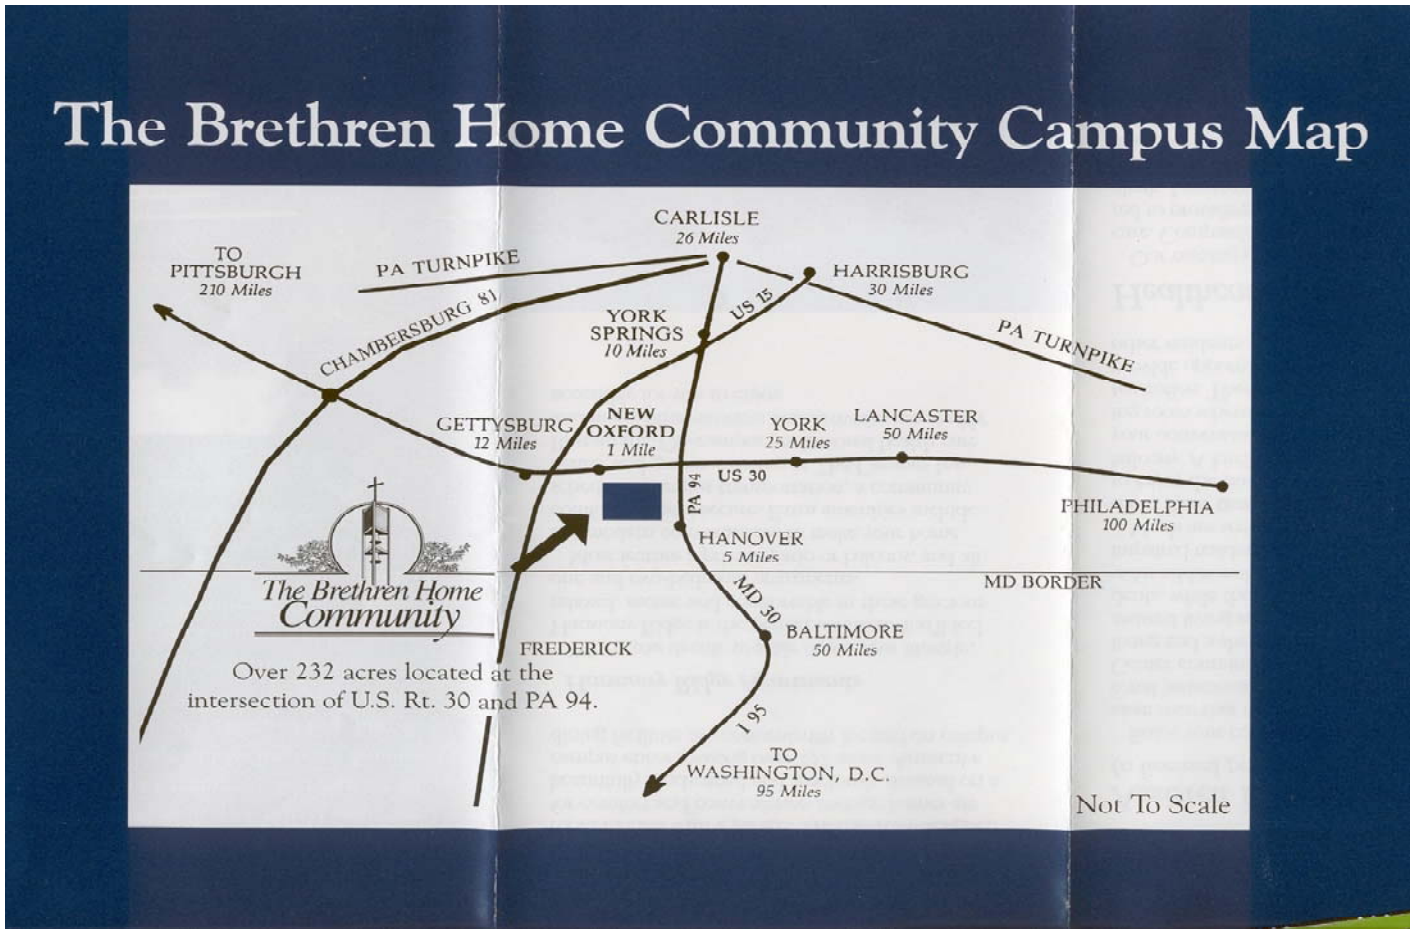 The Brethren Home Community Campus Map
CARLISLE
26 Miles
TO
PITTSBURGH
210 Miles
PA TURNPIKE
HARRISBURG
30 Miles
CHAMBERSBURG 81
US 15
YORK
SPRINGS
10 Miles
PA TURNPIKE
GETTYSBURG
12 Miles
NEW
OXFORD
1 Mile
YORK
25 Miles
LANCASTER
50 Miles
US 30
PA 94
PHILADELPHIA
100 Miles
HANOVER
5 Miles
MD BORDER
The Brethren Home
Community
MD 30
BALTIMORE
50 Miles
FREDERICK
Over 232 acres located at the
intersection of U.S. Rt. 30 and PA 94.
I 95
TO
WASHINGTON, D.C.
95 Miles
Not To Scale